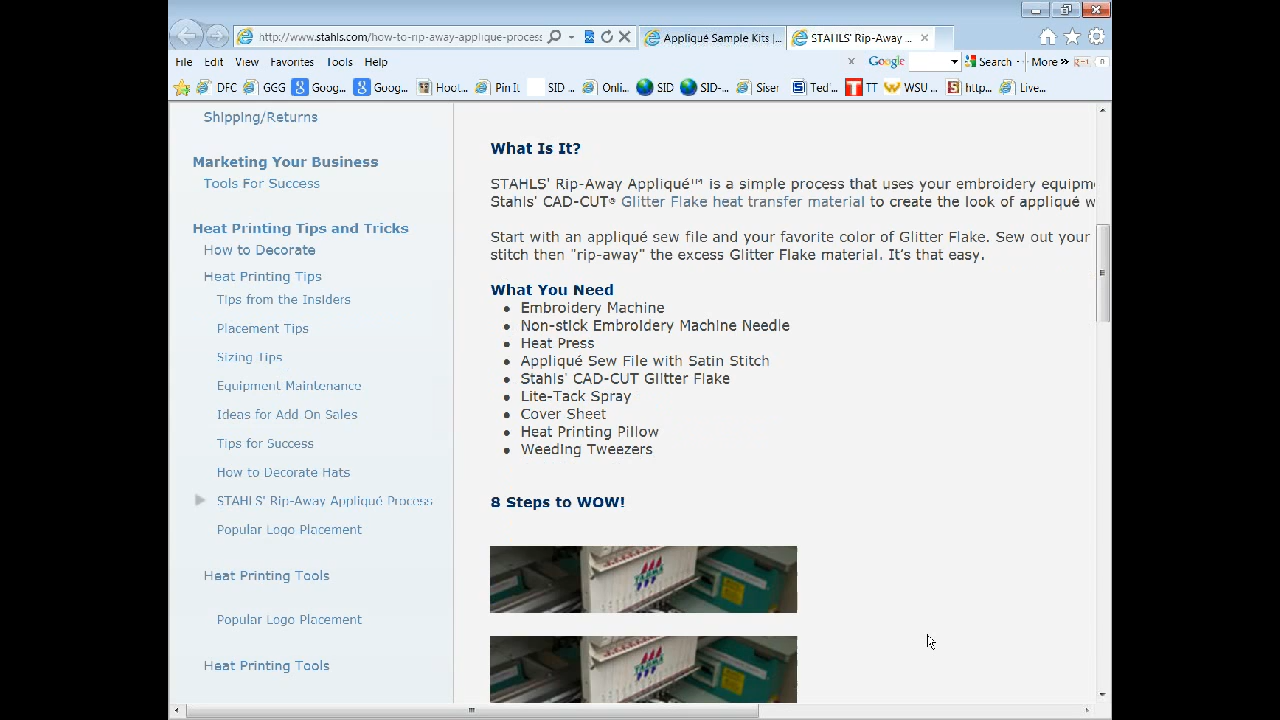 http://www.stahls.com/how-to-rip-away-applique-process
Appliqué Sample Kits |...
STAHLS' Rip-Away ...
File Edit View Favorites Tools Help
Google
Search
More »
DFC GGG Goog... Goog... Hoot... Pin It SID ... Onli... SID SID-... Siser Ted'... TT WSU ... http... Live...
Shipping/Returns
Marketing Your Business
Tools For Success
Heat Printing Tips and Tricks
How to Decorate
Heat Printing Tips
Tips from the Insiders
Placement Tips
Sizing Tips
Equipment Maintenance
Ideas for Add On Sales
Tips for Success
How to Decorate Hats
STAHLS' Rip-Away Appliqué Process
Popular Logo Placement
Heat Printing Tools
Popular Logo Placement
Heat Printing Tools
What Is It?
STAHLS' Rip-Away Appliqué™ is a simple process that uses your embroidery equipm
Stahls' CAD-CUT® Glitter Flake heat transfer material to create the look of appliqué w
Start with an appliqué sew file and your favorite color of Glitter Flake. Sew out your
stitch then "rip-away" the excess Glitter Flake material. It's that easy.
What You Need
• Embroidery Machine
• Non-stick Embroidery Machine Needle
• Heat Press
• Appliqué Sew File with Satin Stitch
• Stahls' CAD-CUT Glitter Flake
• Lite-Tack Spray
• Cover Sheet
• Heat Printing Pillow
• Weeding Tweezers
8 Steps to WOW!
TAJIMA
TAJIMA